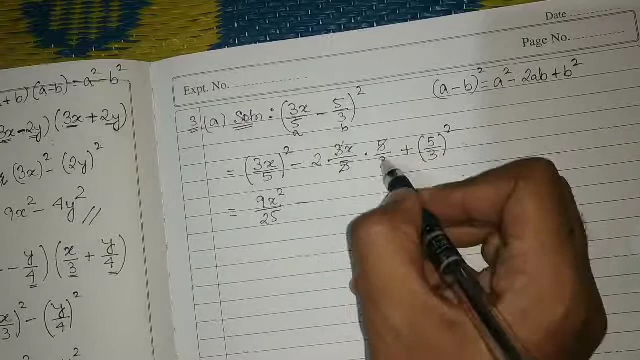 Date
Page No.
Expt. No.
+ b)(a-b) = a² - b²
3x - 2y)(3x + 2y)
(3x)² - (2y)²
9x² - 4y² //
- y/4)(x/3 + y/4)
x/3)² - (y/4)²
3.(a) Soln : (3x/5 - 5/3)²
a b
(a-b)² = a² - 2ab + b²
= (3x/5)² - 2 . 3x/5 . 5/3 + (5/3)²
= 9x²/25 -